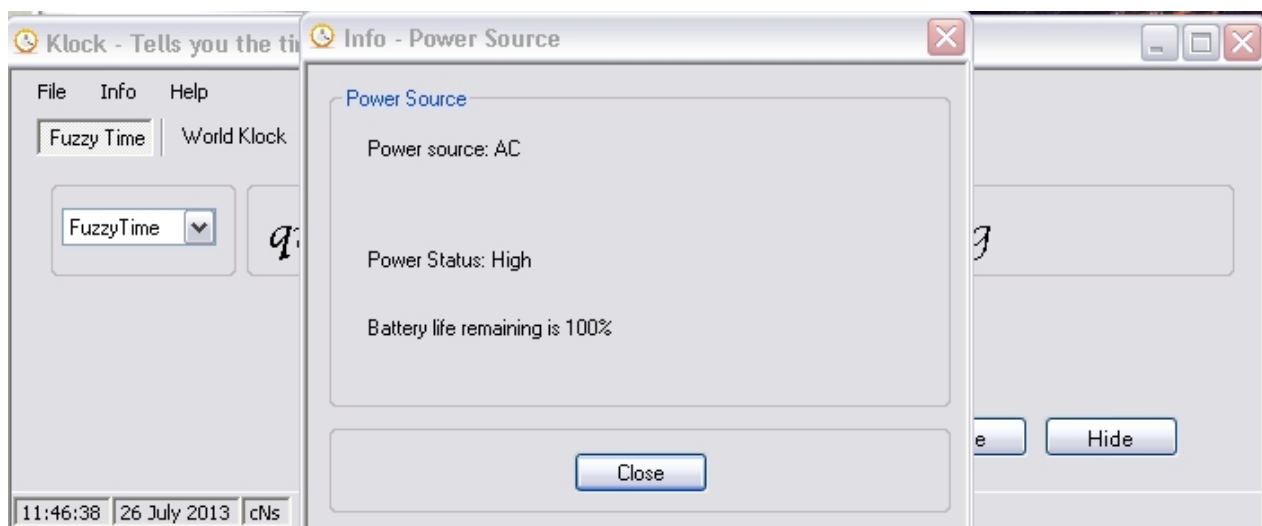 Klock - Tells you the
Info - Power Source
File Info Help
Fuzzy Time World Klock
Power Source
Power source: AC
FuzzyTime
Power Status: High
Battery life remaining is 100%
Hide
Close
11:46:38 26 July 2013 cNs